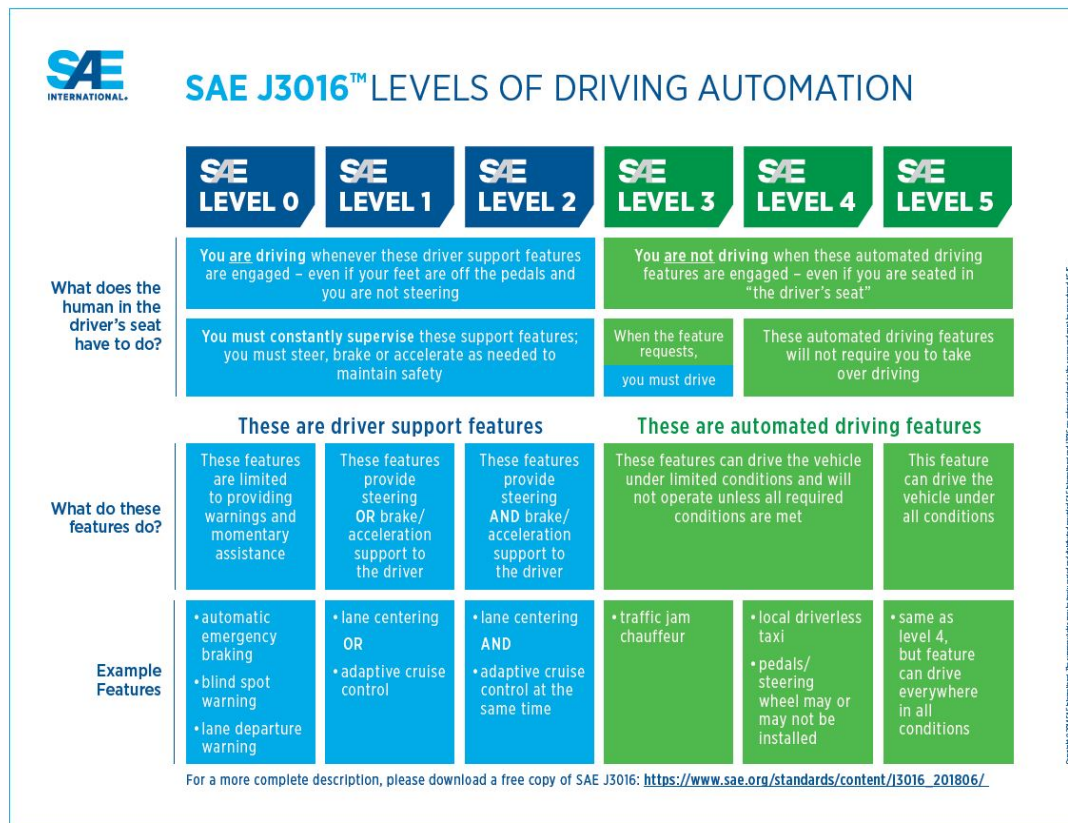 SAE
INTERNATIONAL®
SAE J3016™ LEVELS OF DRIVING AUTOMATION
SAE
LEVEL 0
SAE
LEVEL 1
SAE
LEVEL 2
SAE
LEVEL 3
SAE
LEVEL 4
SAE
LEVEL 5
What does the
human in the
driver's seat
have to do?
You are driving whenever these driver support features
are engaged – even if your feet are off the pedals and
you are not steering
You are not driving when these automated driving
features are engaged – even if you are seated in
“the driver's seat”
You must constantly supervise these support features;
you must steer, brake or accelerate as needed to
maintain safety
When the feature
requests,
you must drive
These automated driving features
will not require you to take
over driving
These are driver support features
These are automated driving features
What do these
features do?
These features
are limited
to providing
warnings and
momentary
assistance
These features
provide
steering
OR brake/
acceleration
support to
the driver
These features
provide
steering
AND brake/
acceleration
support to
the driver
These features can drive the vehicle
under limited conditions and will
not operate unless all required
conditions are met
This feature
can drive the
vehicle under
all conditions
Example
Features
• automatic
emergency
braking
• blind spot
warning
• lane departure
warning
• lane centering
OR
• adaptive cruise
control
• lane centering
AND
• adaptive cruise
control at the
same time
• traffic jam
chauffeur
• local driverless
taxi
• pedals/
steering
wheel may or
may not be
installed
• same as
level 4,
but feature
can drive
everywhere
in all
conditions
For a more complete description, please download a free copy of SAE J3016: https://www.sae.org/standards/content/J3016_201806/